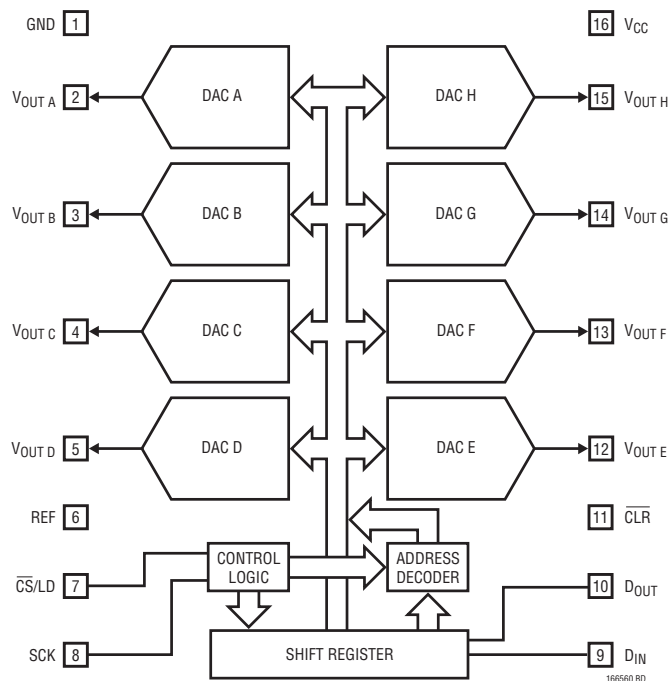 GND 1
16 VCC
VOUT A 2
DAC A
DAC H
15 VOUT H
VOUT B 3
DAC B
DAC G
14 VOUT G
VOUT C 4
DAC C
DAC F
13 VOUT F
VOUT D 5
DAC D
DAC E
12 VOUT E
REF 6
11 C̅L̅R̅
C̅S̅/LD 7
CONTROL
LOGIC
ADDRESS
DECODER
10 DOUT
SCK 8
SHIFT REGISTER
9 DIN
166560 BD